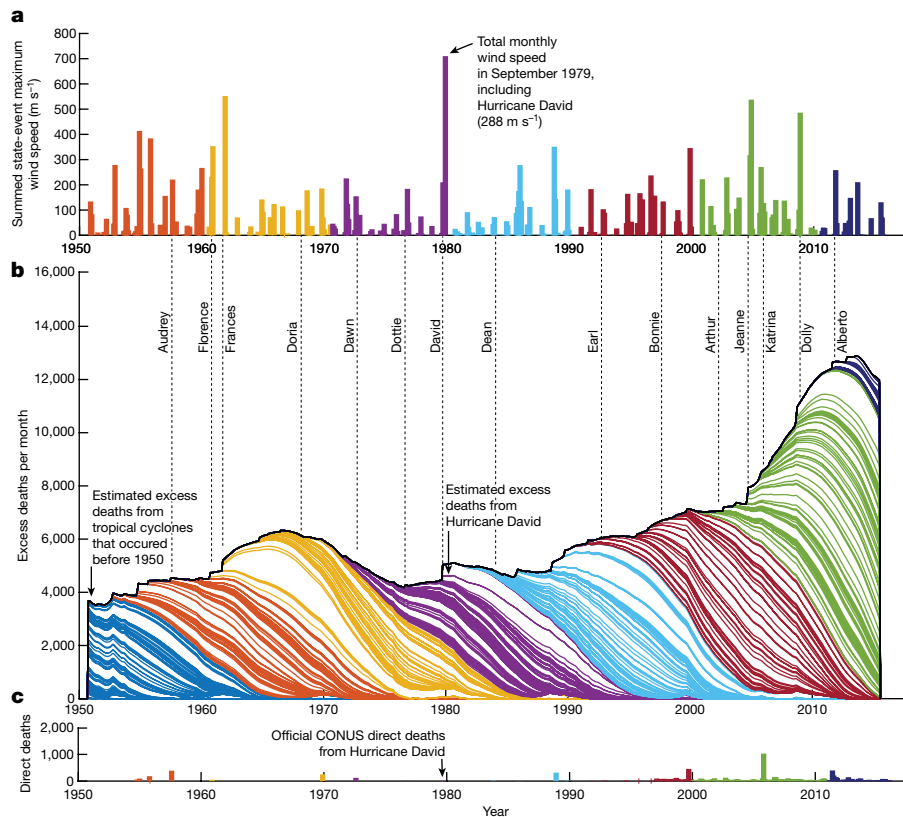 a
800
700
600
500
400
300
200
100
0
Summed state-event maximum
wind speed (m s⁻¹)
Total monthly
wind speed
in September 1979,
including
Hurricane David
(288 m s⁻¹)
1950 1960 1970 1980 1990 2000 2010
b
16,000
14,000
12,000
10,000
8,000
6,000
4,000
2,000
0
Excess deaths per month
Audrey
Florence
Frances
Doria
Dawn
Dottie
David
Dean
Earl
Bonnie
Arthur
Jeanne
Katrina
Dolly
Alberto
Estimated excess
deaths from
tropical cyclones
that occured
before 1950
Estimated excess
deaths from
Hurricane David
1950 1960 1970 1980 1990 2000 2010
c
2,000
1,000
0
Direct deaths
Official CONUS direct deaths
from Hurricane David
1950 1960 1970 1980 1990 2000 2010
Year